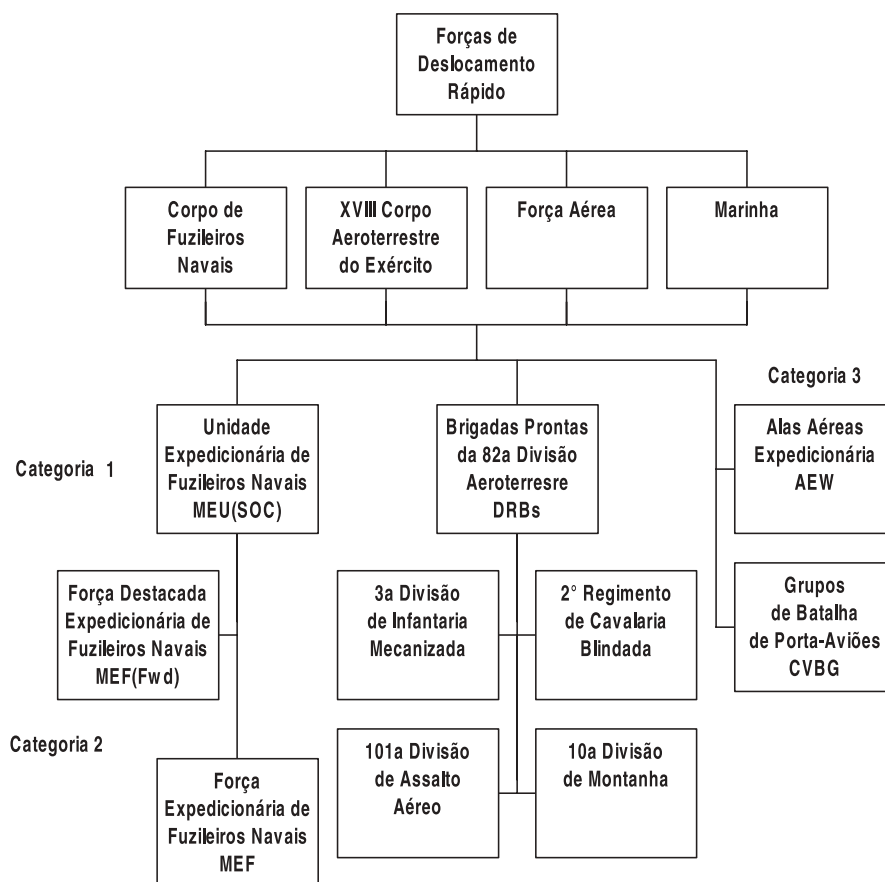 Forças de
Deslocamento
Rápido
Corpo de
Fuzileiros
Navais
XVIII Corpo
Aeroterrestre
do Exército
Força Aérea
Marinha
Categoria 3
Unidade
Expedicionária de
Fuzileiros Navais
MEU(SOC)
Brigadas Prontas
da 82a Divisão
Aeroterresre
DRBs
Alas Aéreas
Expedicionária
AEW
Categoria 1
Força Destacada
Expedicionária de
Fuzileiros Navais
MEF(Fwd)
3a Divisão
de Infantaria
Mecanizada
2° Regimento
de Cavalaria
Blindada
Grupos
de Batalha
de Porta-Aviões
CVBG
Categoria 2
Força
Expedicionária de
Fuzileiros Navais
MEF
101a Divisão
de Assalto
Aéreo
10a Divisão
de Montanha